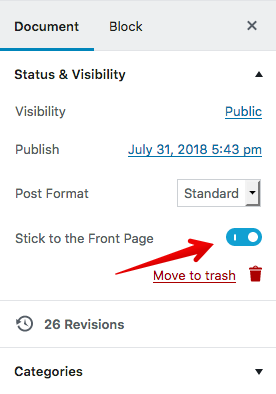 Document Block
Status & Visibility
Visibility Public
Publish July 31, 2018 5:43 pm
Post Format Standard
Stick to the Front Page
Move to trash
26 Revisions
Categories